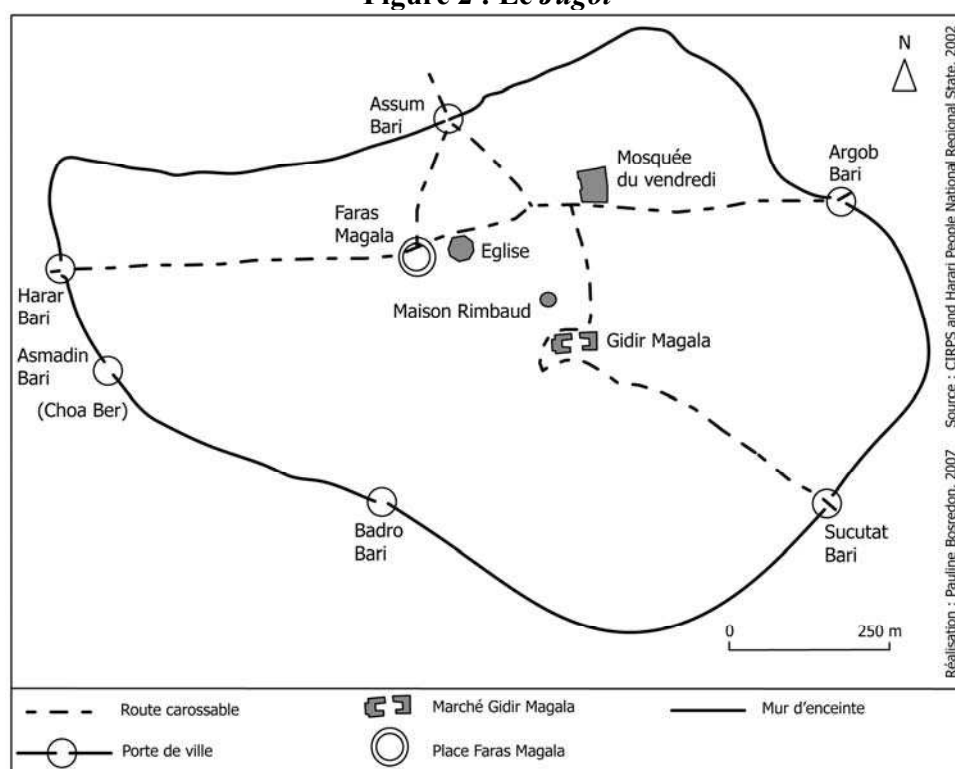 Figure 2 : Le Jugol
N
Assum
Bari
Mosquée
du vendredi
Argob
Bari
Faras
Magala
Eglise
Harar
Bari
Maison Rimbaud
Gidir Magala
Asmadin
Bari
(Choa Ber)
Badro
Bari
Sucutat
Bari
0 250 m
Réalisation : Pauline Bosredon, 2007 Source : CIRPS and Harari People National Regional State, 2002
Route carossable
Marché Gidir Magala
Mur d'enceinte
Porte de ville
Place Faras Magala